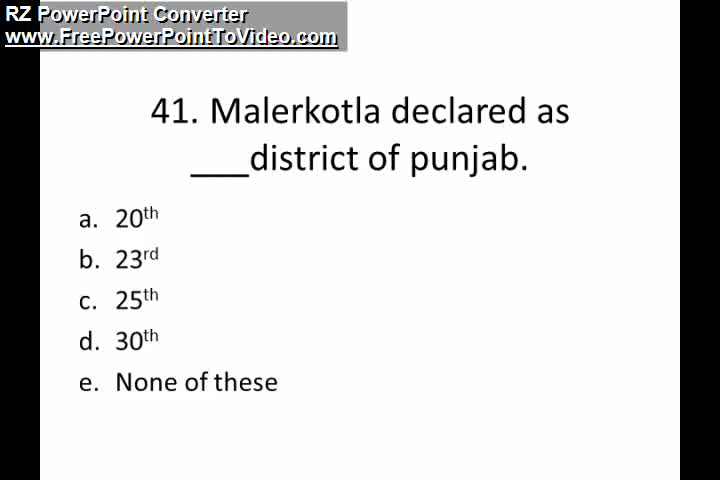 RZ PowerPoint Converter
www.FreePowerPointToVideo.com
41. Malerkotla declared as
___district of punjab.
a. 20th
b. 23rd
c. 25th
d. 30th
e. None of these